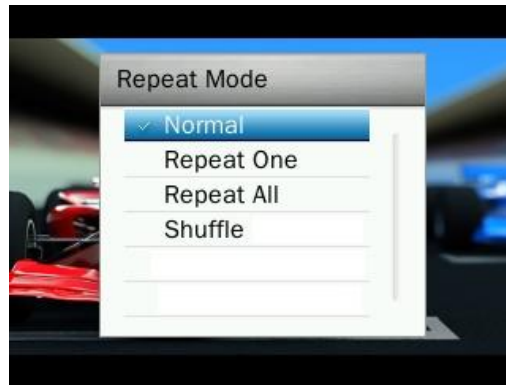 Repeat Mode
Normal
Repeat One
Repeat All
Shuffle